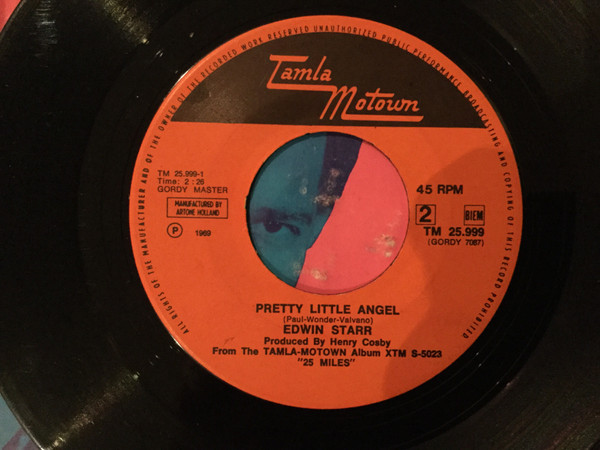 ALL RIGHTS OF THE MANUFACTURER AND OF THE OWNER OF THE RECORDED WORK RESERVED UNAUTHORIZED PUBLIC PERFORMANCE, BROADCASTING AND COPYING OF THIS RECORD PROHIBITED
Tamla
Motown
TM 25.999-1
Time: 2 : 26
GORDY MASTER
MANUFACTURED BY
ARTONE HOLLAND
℗ 1969
45 RPM
2 BIEM
TM 25.999
(GORDY 7087)
PRETTY LITTLE ANGEL
(Paul-Wonder-Valvano)
EDWIN STARR
Produced By Henry Cosby
From The TAMLA-MOTOWN Album XTM S-5023
"25 MILES"